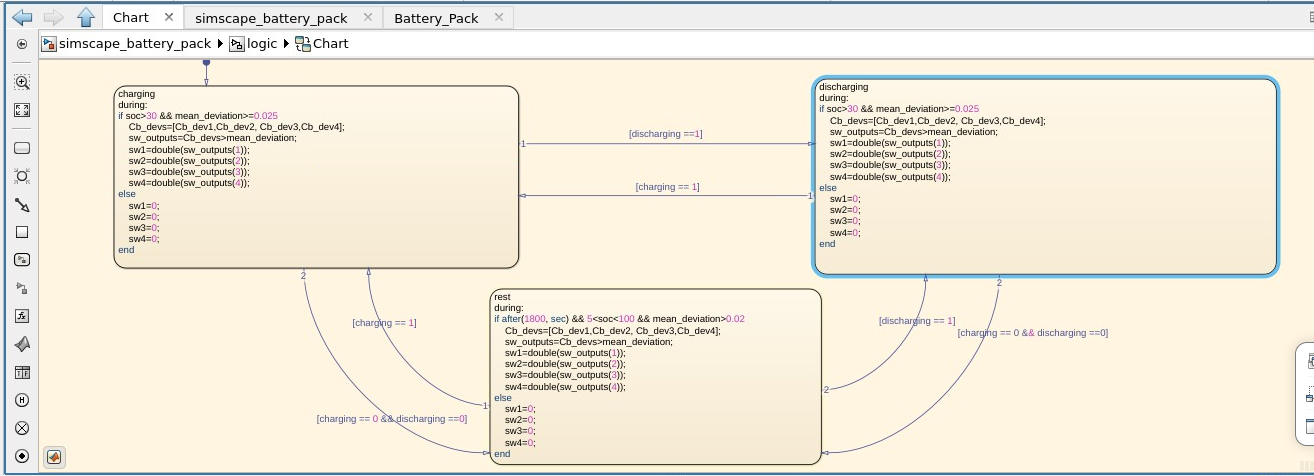 Chart
simscape_battery_pack
Battery_Pack
simscape_battery_pack logic Chart
charging
during:
if soc>30 && mean_deviation>=0.025
Cb_devs=[Cb_dev1,Cb_dev2, Cb_dev3,Cb_dev4];
sw_outputs=Cb_devs>mean_deviation;
sw1=double(sw_outputs(1));
sw2=double(sw_outputs(2));
sw3=double(sw_outputs(3));
sw4=double(sw_outputs(4));
else
sw1=0;
sw2=0;
sw3=0;
sw4=0;
end
[discharging ==1]
1
[charging == 1]
1
discharging
during:
if soc>30 && mean_deviation>=0.025
Cb_devs=[Cb_dev1,Cb_dev2, Cb_dev3,Cb_dev4];
sw_outputs=Cb_devs>mean_deviation;
sw1=double(sw_outputs(1));
sw2=double(sw_outputs(2));
sw3=double(sw_outputs(3));
sw4=double(sw_outputs(4));
else
sw1=0;
sw2=0;
sw3=0;
sw4=0;
end
2
[charging == 1]
[charging == 0 && discharging ==0]
1
rest
during:
if after(1800, sec) && 5<soc<100 && mean_deviation>0.02
Cb_devs=[Cb_dev1,Cb_dev2, Cb_dev3,Cb_dev4];
sw_outputs=Cb_devs>mean_deviation;
sw1=double(sw_outputs(1));
sw2=double(sw_outputs(2));
sw3=double(sw_outputs(3));
sw4=double(sw_outputs(4));
else
sw1=0;
sw2=0;
sw3=0;
sw4=0;
end
2
[discharging == 1]
2
[charging == 0 && discharging ==0]